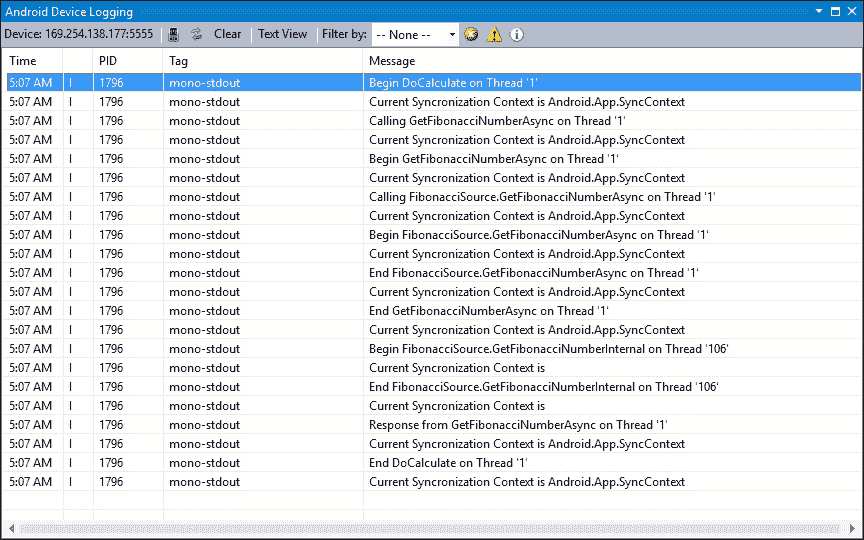 Android Device Logging
Device: 169.254.138.177:5555 Clear Text View Filter by: -- None --
Time PID Tag Message
5:07 AM I 1796 mono-stdout Begin DoCalculate on Thread '1'
5:07 AM I 1796 mono-stdout Current Syncronization Context is Android.App.SyncContext
5:07 AM I 1796 mono-stdout Calling GetFibonacciNumberAsync on Thread '1'
5:07 AM I 1796 mono-stdout Current Syncronization Context is Android.App.SyncContext
5:07 AM I 1796 mono-stdout Begin GetFibonacciNumberAsync on Thread '1'
5:07 AM I 1796 mono-stdout Current Syncronization Context is Android.App.SyncContext
5:07 AM I 1796 mono-stdout Calling FibonacciSource.GetFibonacciNumberAsync on Thread '1'
5:07 AM I 1796 mono-stdout Current Syncronization Context is Android.App.SyncContext
5:07 AM I 1796 mono-stdout Begin FibonacciSource.GetFibonacciNumberAsync on Thread '1'
5:07 AM I 1796 mono-stdout Current Syncronization Context is Android.App.SyncContext
5:07 AM I 1796 mono-stdout End FibonacciSource.GetFibonacciNumberAsync on Thread '1'
5:07 AM I 1796 mono-stdout Current Syncronization Context is Android.App.SyncContext
5:07 AM I 1796 mono-stdout End GetFibonacciNumberAsync on Thread '1'
5:07 AM I 1796 mono-stdout Current Syncronization Context is Android.App.SyncContext
5:07 AM I 1796 mono-stdout Begin FibonacciSource.GetFibonacciNumberInternal on Thread '106'
5:07 AM I 1796 mono-stdout Current Syncronization Context is
5:07 AM I 1796 mono-stdout End FibonacciSource.GetFibonacciNumberInternal on Thread '106'
5:07 AM I 1796 mono-stdout Current Syncronization Context is
5:07 AM I 1796 mono-stdout Response from GetFibonacciNumberAsync on Thread '1'
5:07 AM I 1796 mono-stdout Current Syncronization Context is Android.App.SyncContext
5:07 AM I 1796 mono-stdout End DoCalculate on Thread '1'
5:07 AM I 1796 mono-stdout Current Syncronization Context is Android.App.SyncContext